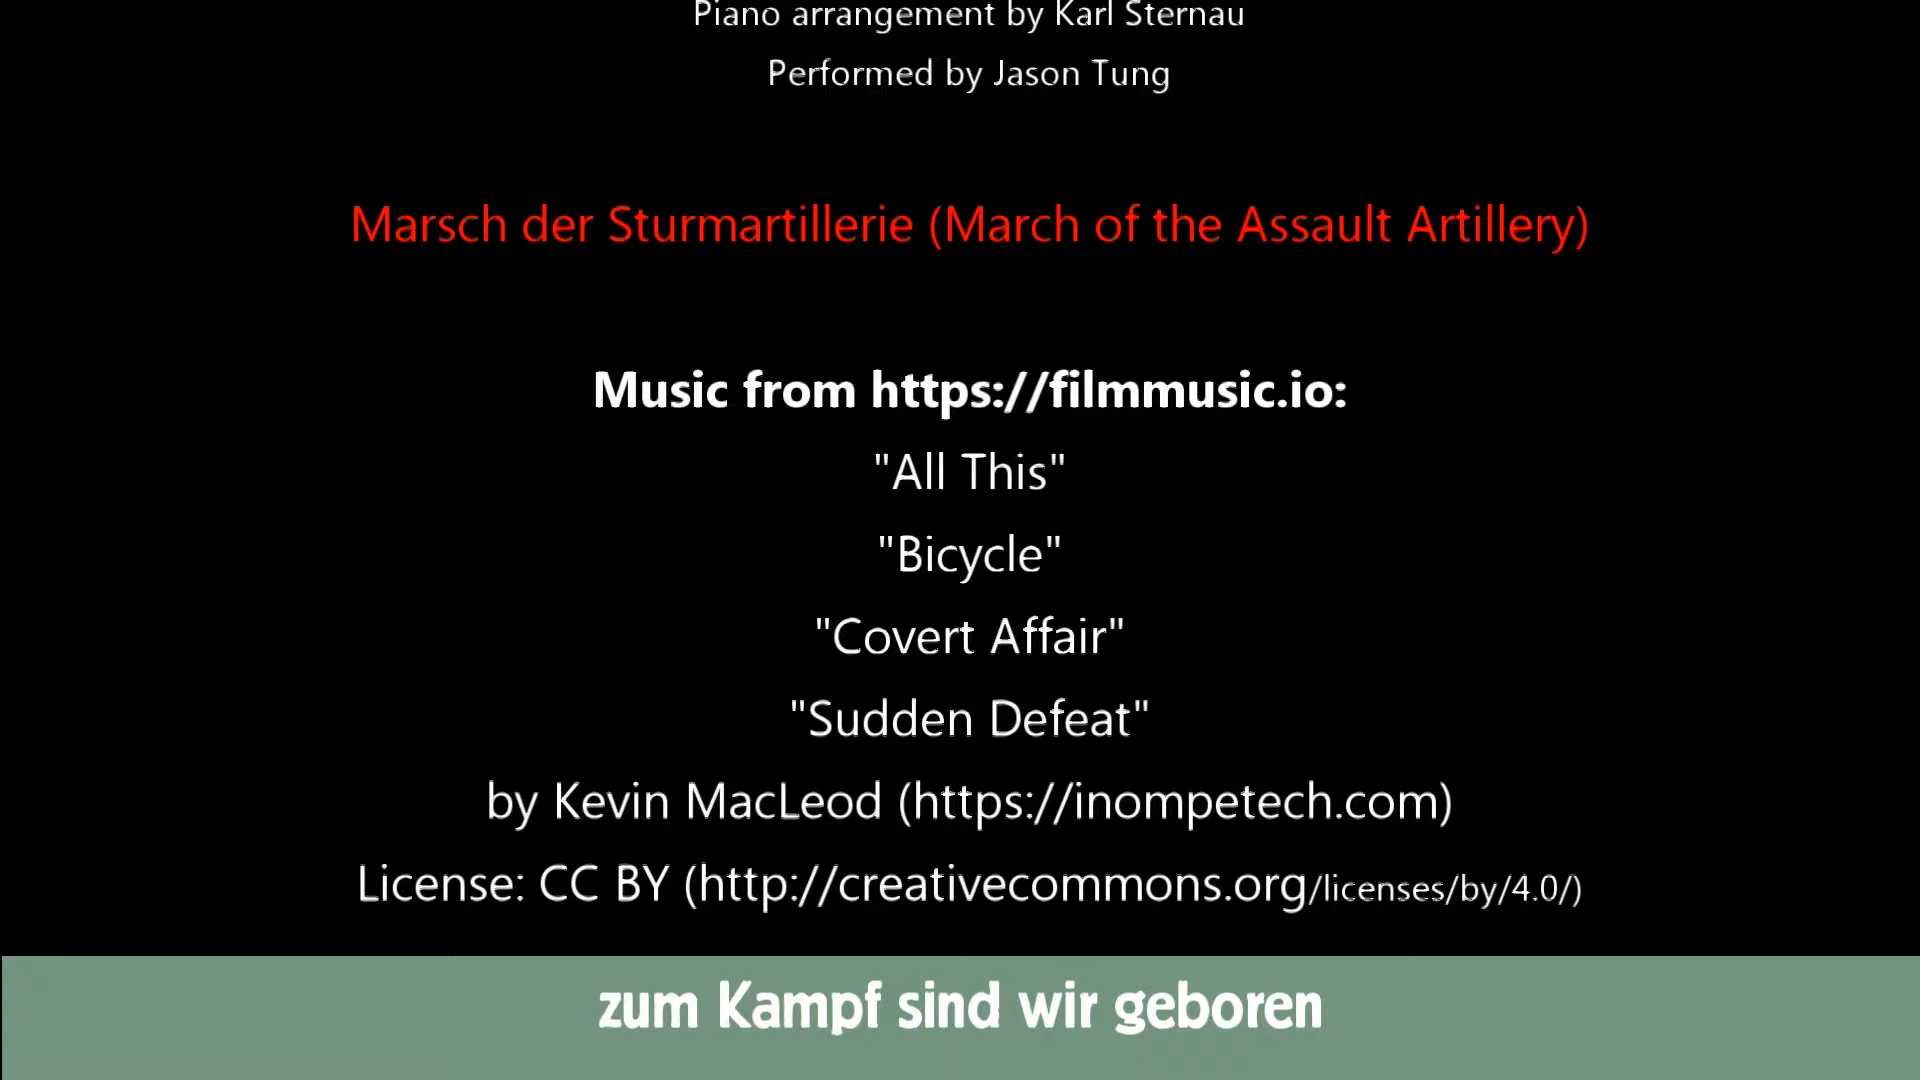 Piano arrangement by Karl Sternau
Performed by Jason Tung
Marsch der Sturmartillerie (March of the Assault Artillery)
Music from https://filmmusic.io:
"All This"
"Bicycle"
"Covert Affair"
"Sudden Defeat"
by Kevin MacLeod (https://inompetech.com)
License: CC BY (http://creativecommons.org/licenses/by/4.0/)
zum Kampf sind wir geboren